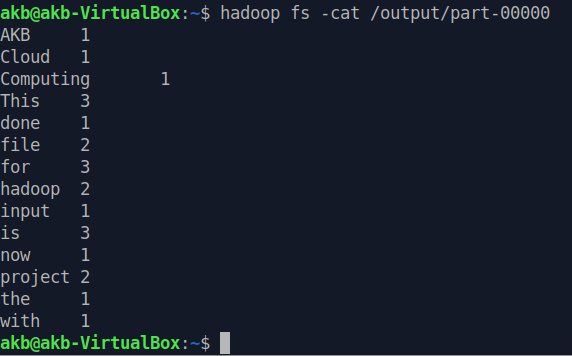 akb@akb-VirtualBox:~$ hadoop fs -cat /output/part-00000
AKB     1
Cloud   1
Computing       1
This    3
done    1
file    2
for     3
hadoop  2
input   1
is      3
now     1
project 2
the     1
with    1
akb@akb-VirtualBox:~$